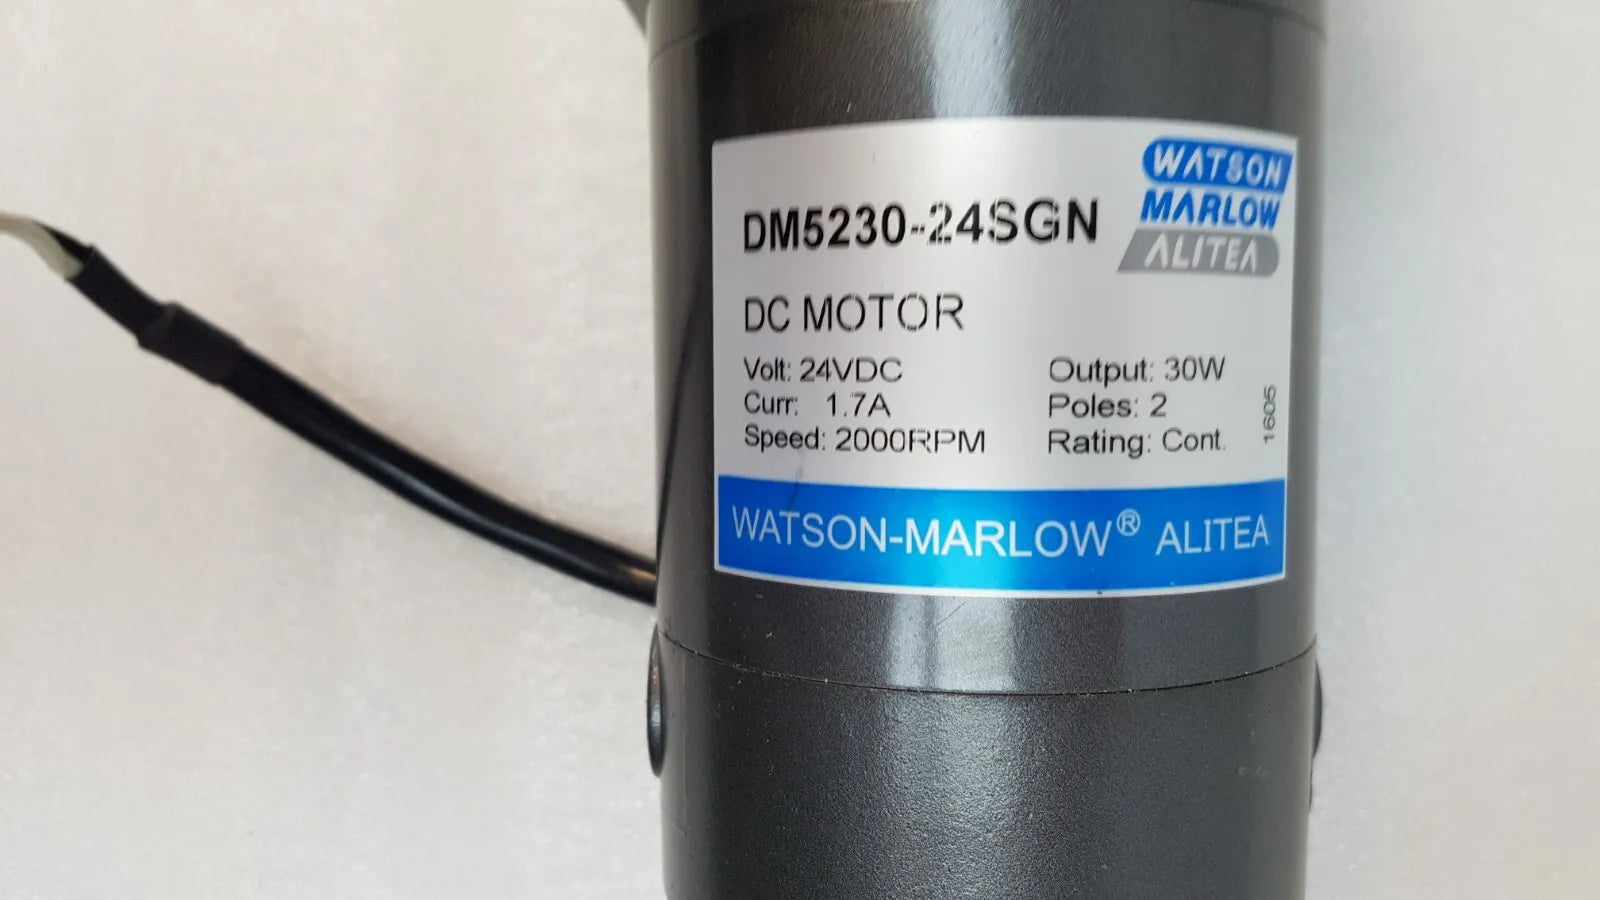 WATSON
MARLOW
ALITEA
DM5230-24SGN
DC MOTOR
Volt: 24VDC
Curr: 1.7A
Speed: 2000RPM
Output: 30W
Poles: 2
Rating: Cont.
1605
WATSON-MARLOW® ALITEA